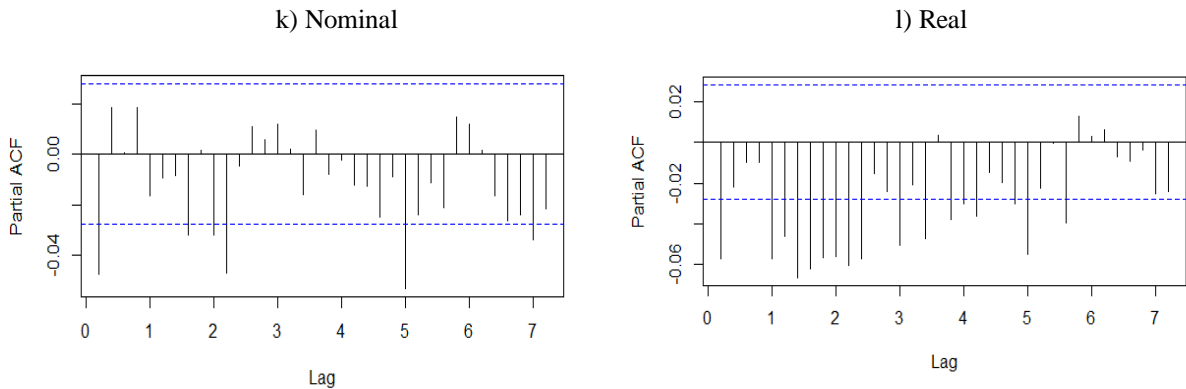 k) Nominal
l) Real
Partial ACF
0.00
-0.04
0 1 2 3 4 5 6 7
Lag
Partial ACF
0.02
-0.02
-0.06
0 1 2 3 4 5 6 7
Lag